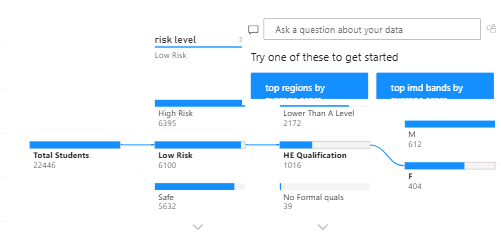 risk level
Low Risk
Ask a question about your data
Try one of these to get started
top regions by
top imd bands by
High Risk
6395
Lower Than A Level
2172
M
612
Total Students
22446
Low Risk
6100
HE Qualification
1016
F
404
Safe
5632
No Formal quals
39